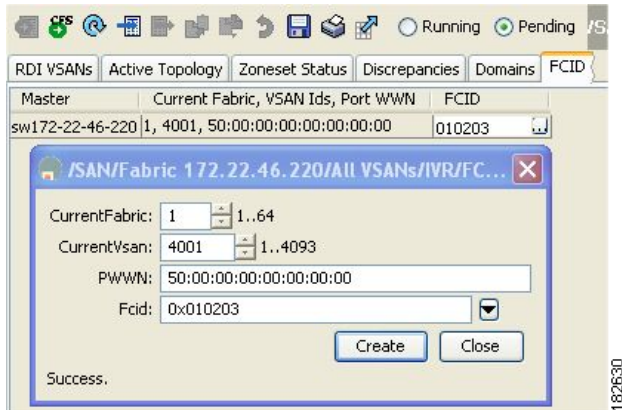 CFS Running Pending /S
RDI VSANs Active Topology Zoneset Status Discrepancies Domains FCID
Master Current Fabric, VSAN Ids, Port WWN FCID
sw172-22-46-220 1, 4001, 50:00:00:00:00:00:00:00 010203 ...
/SAN/Fabric 172.22.46.220/All VSANs/IVR/FC...
CurrentFabric: 1 1..64
CurrentVsan: 4001 1..4093
PWWN: 50:00:00:00:00:00:00:00
Fcid: 0x010203
Create Close
Success.
182630